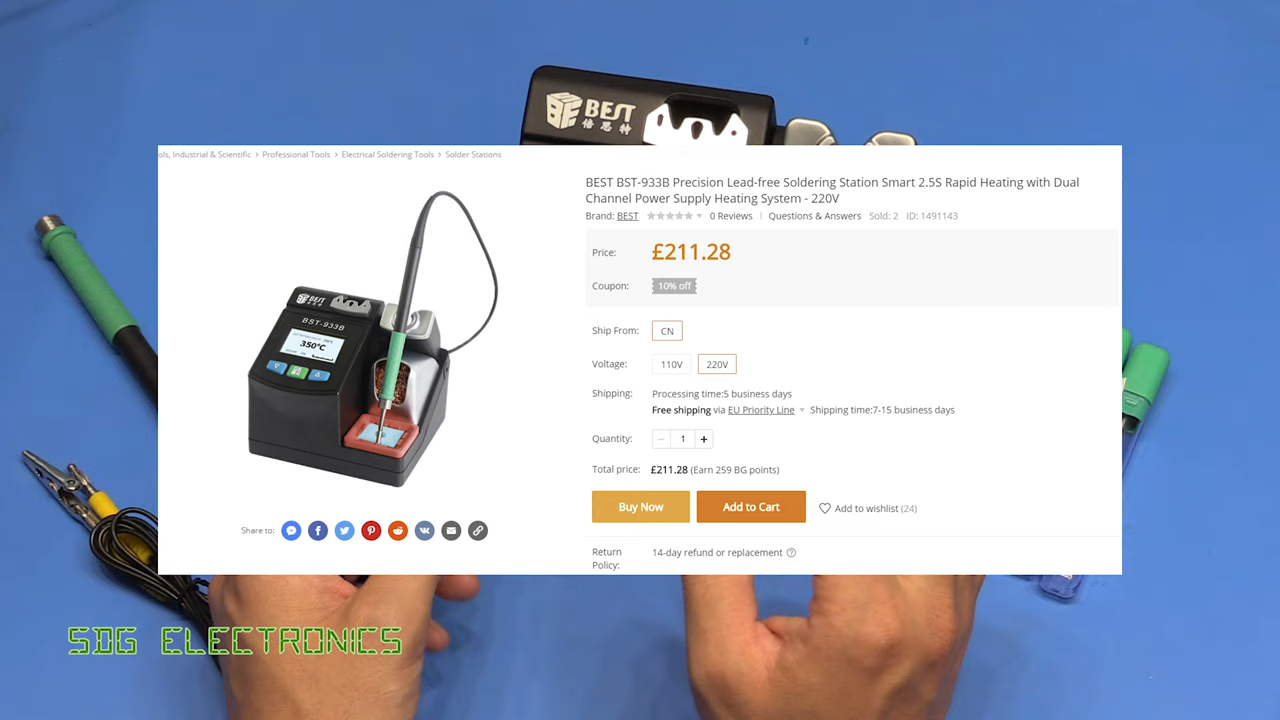 BEST
倍思特
ols, Industrial & Scientific > Professional Tools > Electrical Soldering Tools > Solder Stations
BEST BST-933B Precision Lead-free Soldering Station Smart 2.5S Rapid Heating with Dual
Channel Power Supply Heating System - 220V
Brand: BEST 0 Reviews Questions & Answers Sold: 2 ID: 1491143
Price: £211.28
Coupon: 10% off
Ship From: CN
Voltage: 110V 220V
Shipping: Processing time:5 business days
Free shipping via EU Priority Line Shipping time:7-15 business days
Quantity: 1 +
Total price: £211.28 (Earn 259 BG points)
Buy Now Add to Cart Add to wishlist (24)
Return Policy: 14-day refund or replacement
BEST
BST-933B
350°C
Share to:
SDG ELECTRONICS